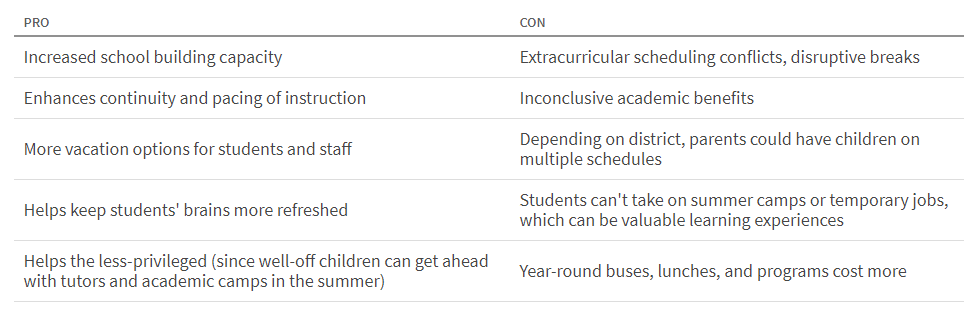 PRO CON
Increased school building capacity Extracurricular scheduling conflicts, disruptive breaks
Enhances continuity and pacing of instruction Inconclusive academic benefits
More vacation options for students and staff
Depending on district, parents could have children on
multiple schedules
Helps keep students' brains more refreshed
Students can't take on summer camps or temporary jobs,
which can be valuable learning experiences
Helps the less-privileged (since well-off children can get ahead
with tutors and academic camps in the summer)
Year-round buses, lunches, and programs cost more